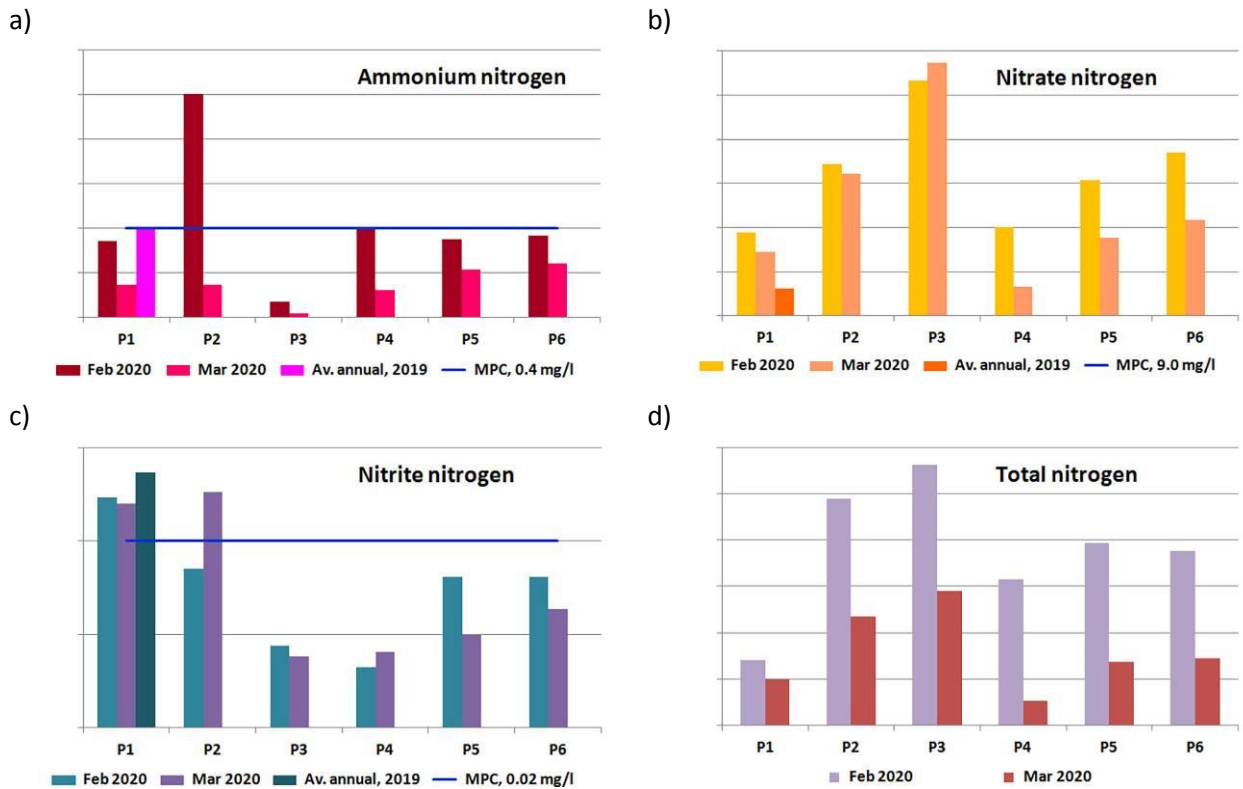 a)
Ammonium nitrogen
P1 P2 P3 P4 P5 P6
Feb 2020 Mar 2020 Av. annual, 2019 MPC, 0.4 mg/l
b)
Nitrate nitrogen
P1 P2 P3 P4 P5 P6
Feb 2020 Mar 2020 Av. annual, 2019 MPC, 9.0 mg/l
c)
Nitrite nitrogen
P1 P2 P3 P4 P5 P6
Feb 2020 Mar 2020 Av. annual, 2019 MPC, 0.02 mg/l
d)
Total nitrogen
P1 P2 P3 P4 P5 P6
Feb 2020 Mar 2020